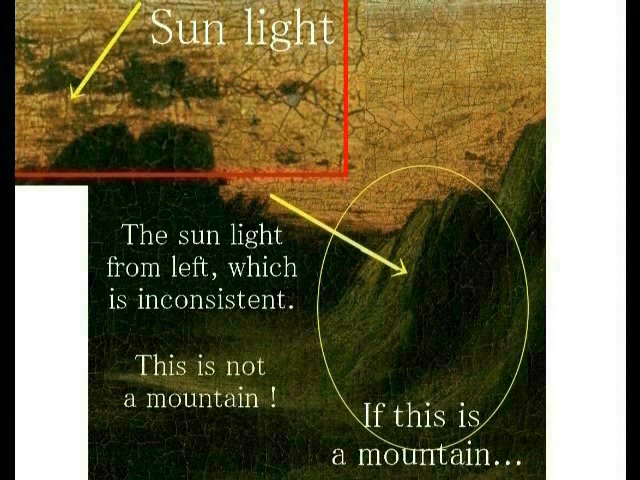 Sun light
The sun light
from left, which
is inconsistent.
This is not
a mountain !
If this is
a mountain...